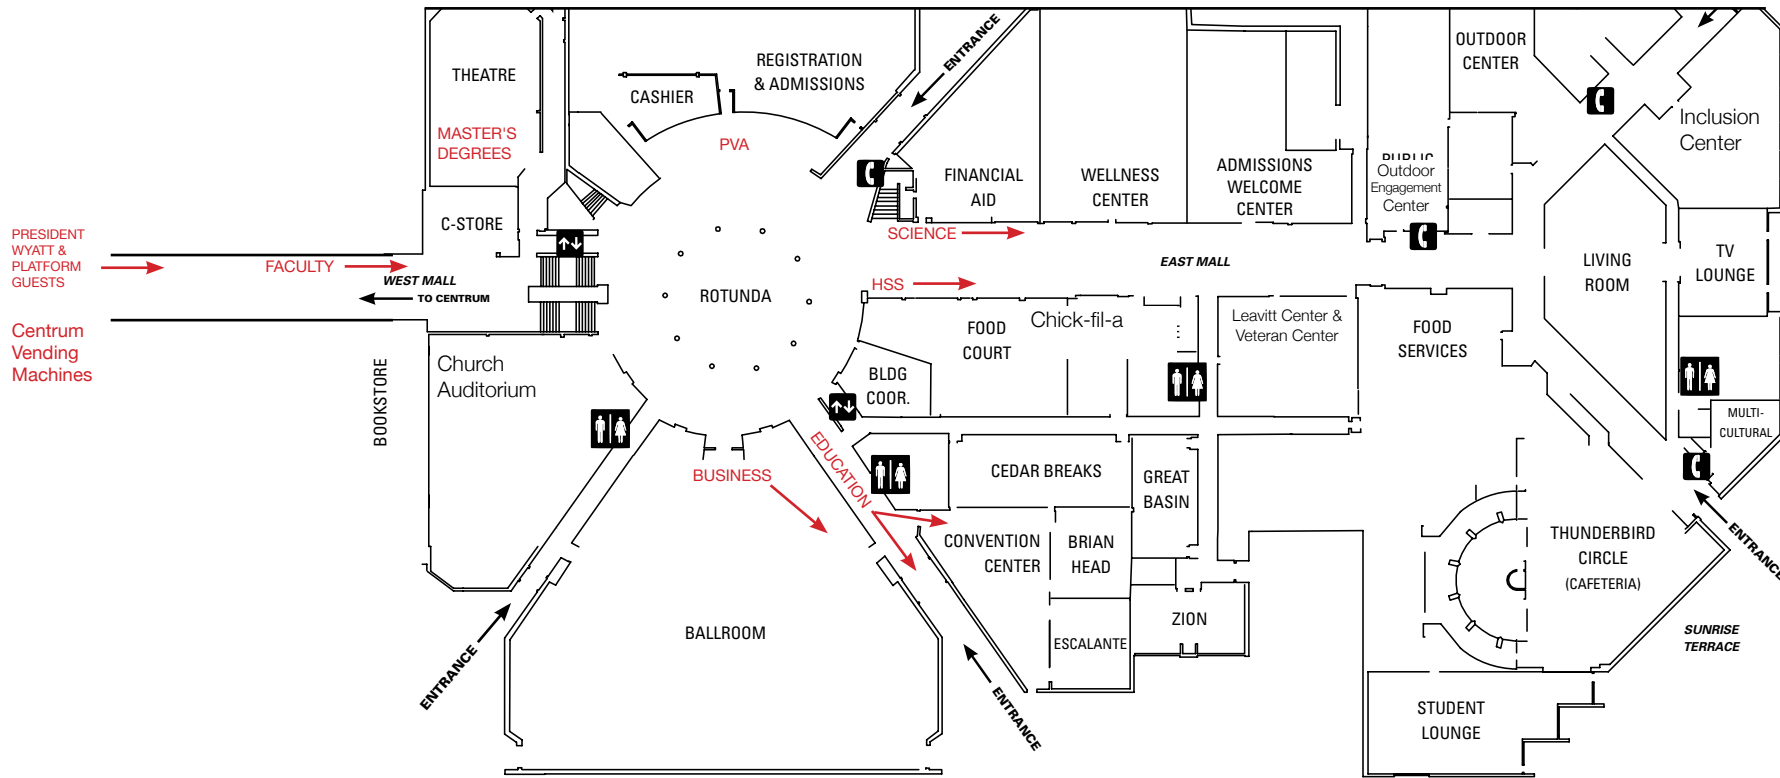 THEATRE
MASTER'S
DEGREES
C-STORE
CASHIER
REGISTRATION
& ADMISSIONS
PVA
ENTRANCE
FINANCIAL
AID
WELLNESS
CENTER
ADMISSIONS
WELCOME
CENTER
PUBLIC
Outdoor
Engagement
Center
OUTDOOR
CENTER
Inclusion
Center
PRESIDENT
WYATT &
PLATFORM
GUESTS
FACULTY
WEST MALL
TO CENTRUM
Centrum
Vending
Machines
ROTUNDA
SCIENCE
HSS
EAST MALL
LIVING
ROOM
TV
LOUNGE
BOOKSTORE
Church
Auditorium
BLDG
COOR.
FOOD
COURT
Chick-fil-a
Leavitt Center &
Veteran Center
FOOD
SERVICES
MULTI-
CULTURAL
BUSINESS
EDUCATION
CEDAR BREAKS
GREAT
BASIN
CONVENTION
CENTER
BRIAN
HEAD
ESCALANTE
ZION
BALLROOM
ENTRANCE
ENTRANCE
THUNDERBIRD
CIRCLE
(CAFETERIA)
ENTRANCE
SUNRISE
TERRACE
STUDENT
LOUNGE